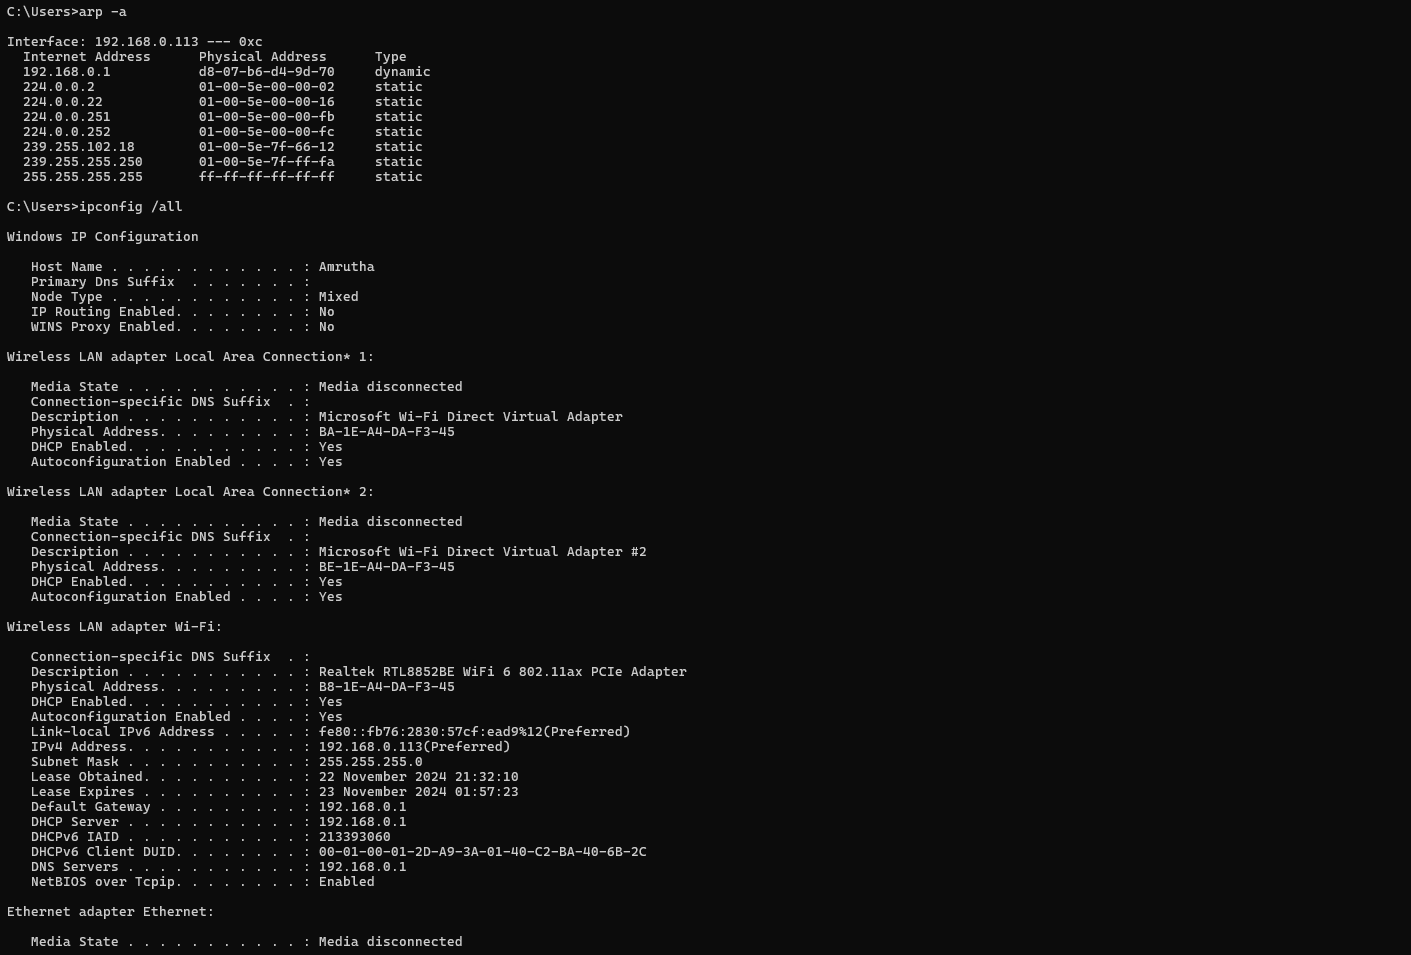 C:\Users>arp -a
Interface: 192.168.0.113 --- 0xc
  Internet Address      Physical Address      Type
  192.168.0.1           d8-07-b6-d4-9d-70     dynamic
  224.0.0.2             01-00-5e-00-00-02     static
  224.0.0.22            01-00-5e-00-00-16     static
  224.0.0.251           01-00-5e-00-00-fb     static
  224.0.0.252           01-00-5e-00-00-fc     static
  239.255.102.18        01-00-5e-7f-66-12     static
  239.255.255.250       01-00-5e-7f-ff-fa     static
  255.255.255.255       ff-ff-ff-ff-ff-ff     static
C:\Users>ipconfig /all
Windows IP Configuration
   Host Name . . . . . . . . . . . . : Amrutha
   Primary Dns Suffix  . . . . . . . :
   Node Type . . . . . . . . . . . . : Mixed
   IP Routing Enabled. . . . . . . . : No
   WINS Proxy Enabled. . . . . . . . : No
Wireless LAN adapter Local Area Connection* 1:
   Media State . . . . . . . . . . . : Media disconnected
   Connection-specific DNS Suffix  . :
   Description . . . . . . . . . . . : Microsoft Wi-Fi Direct Virtual Adapter
   Physical Address. . . . . . . . . : BA-1E-A4-DA-F3-45
   DHCP Enabled. . . . . . . . . . . : Yes
   Autoconfiguration Enabled . . . . : Yes
Wireless LAN adapter Local Area Connection* 2:
   Media State . . . . . . . . . . . : Media disconnected
   Connection-specific DNS Suffix  . :
   Description . . . . . . . . . . . : Microsoft Wi-Fi Direct Virtual Adapter #2
   Physical Address. . . . . . . . . : BE-1E-A4-DA-F3-45
   DHCP Enabled. . . . . . . . . . . : Yes
   Autoconfiguration Enabled . . . . : Yes
Wireless LAN adapter Wi-Fi:
   Connection-specific DNS Suffix  . :
   Description . . . . . . . . . . . : Realtek RTL8852BE WiFi 6 802.11ax PCIe Adapter
   Physical Address. . . . . . . . . : B8-1E-A4-DA-F3-45
   DHCP Enabled. . . . . . . . . . . : Yes
   Autoconfiguration Enabled . . . . : Yes
   Link-local IPv6 Address . . . . . : fe80::fb76:2830:57cf:ead9%12(Preferred)
   IPv4 Address. . . . . . . . . . . : 192.168.0.113(Preferred)
   Subnet Mask . . . . . . . . . . . : 255.255.255.0
   Lease Obtained. . . . . . . . . . : 22 November 2024 21:32:10
   Lease Expires . . . . . . . . . . : 23 November 2024 01:57:23
   Default Gateway . . . . . . . . . : 192.168.0.1
   DHCP Server . . . . . . . . . . . : 192.168.0.1
   DHCPv6 IAID . . . . . . . . . . . : 213393060
   DHCPv6 Client DUID. . . . . . . . : 00-01-00-01-2D-A9-3A-01-40-C2-BA-40-6B-2C
   DNS Servers . . . . . . . . . . . : 192.168.0.1
   NetBIOS over Tcpip. . . . . . . . : Enabled
Ethernet adapter Ethernet:
   Media State . . . . . . . . . . . : Media disconnected